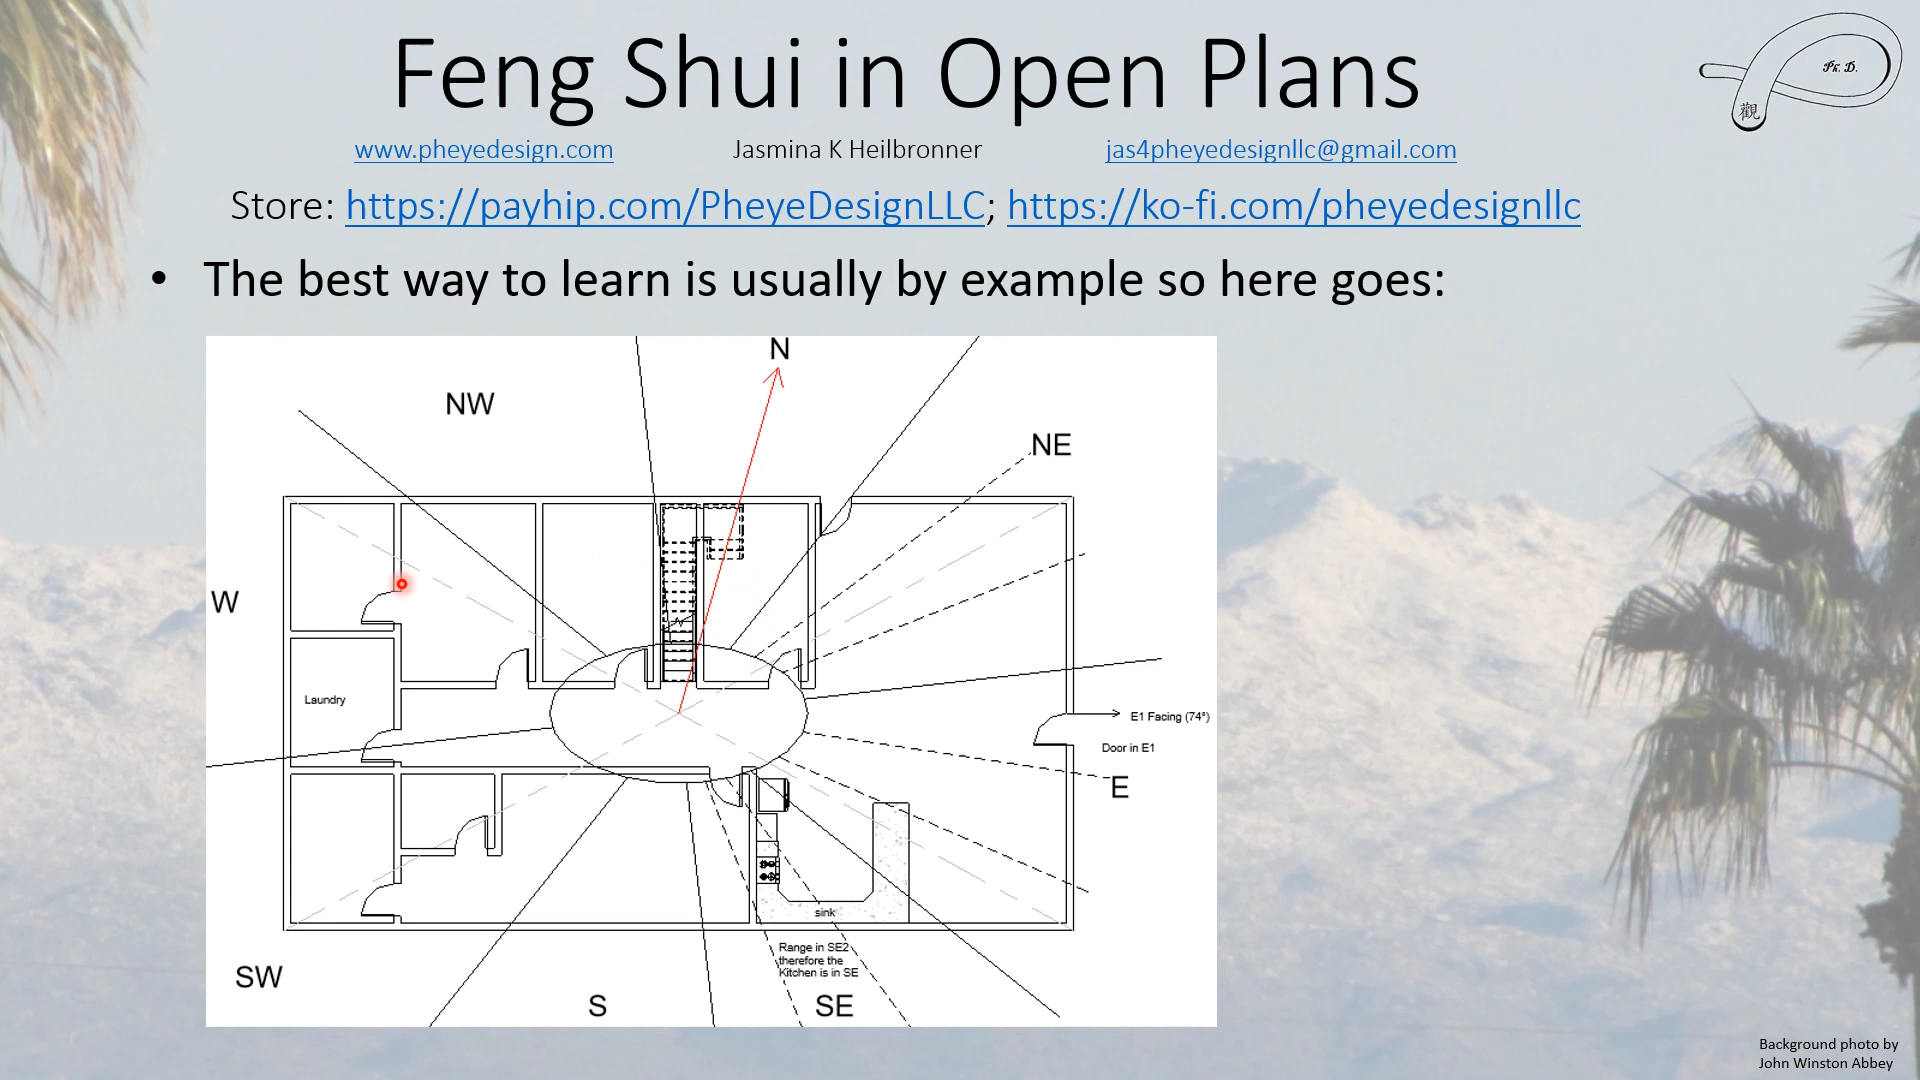 Feng Shui in Open Plans
Ph. D.
觀
www.pheyedesign.com Jasmina K Heilbronner jas4pheyedesignllc@gmail.com
Store: https://payhip.com/PheyeDesignLLC; https://ko-fi.com/pheyedesignllc
• The best way to learn is usually by example so here goes:
N
NW
NE
W
Laundry
E1 Facing (74°)
Door in E1
E
sink
Range in SE2
therefore the
Kitchen is in SE
SW
S
SE
Background photo by
John Winston Abbey